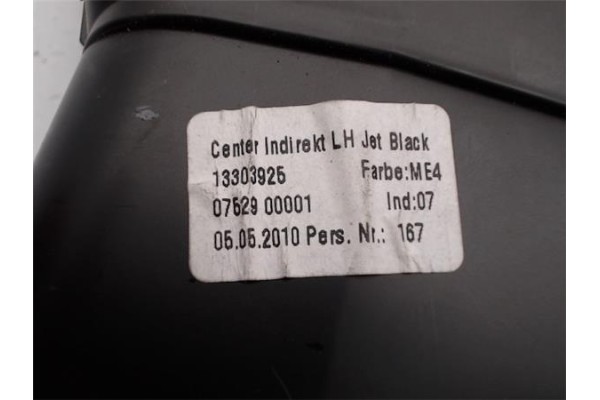 Center Indirekt LH Jet Black
13303925 Farbe:ME4
07529 00001 Ind:07
05.05.2010 Pers. Nr.: 167